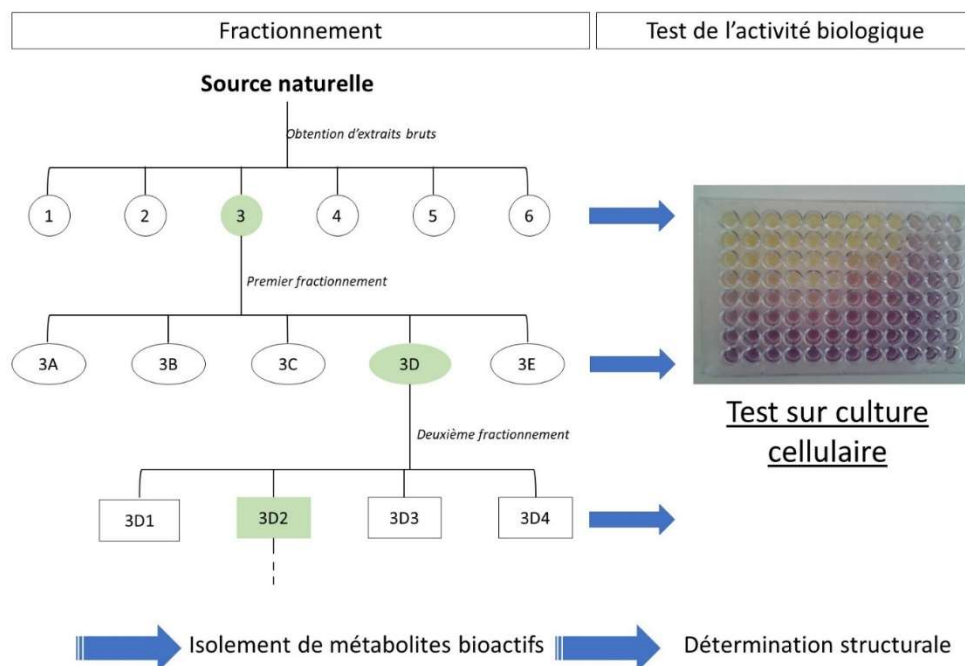 Fractionnement
Test de l'activité biologique
Source naturelle
Obtention d'extraits bruts
1 2 3 4 5 6
Premier fractionnement
3A 3B 3C 3D 3E
Test sur culture
cellulaire
Deuxième fractionnement
3D1 3D2 3D3 3D4
Isolement de métabolites bioactifs
Détermination structurale